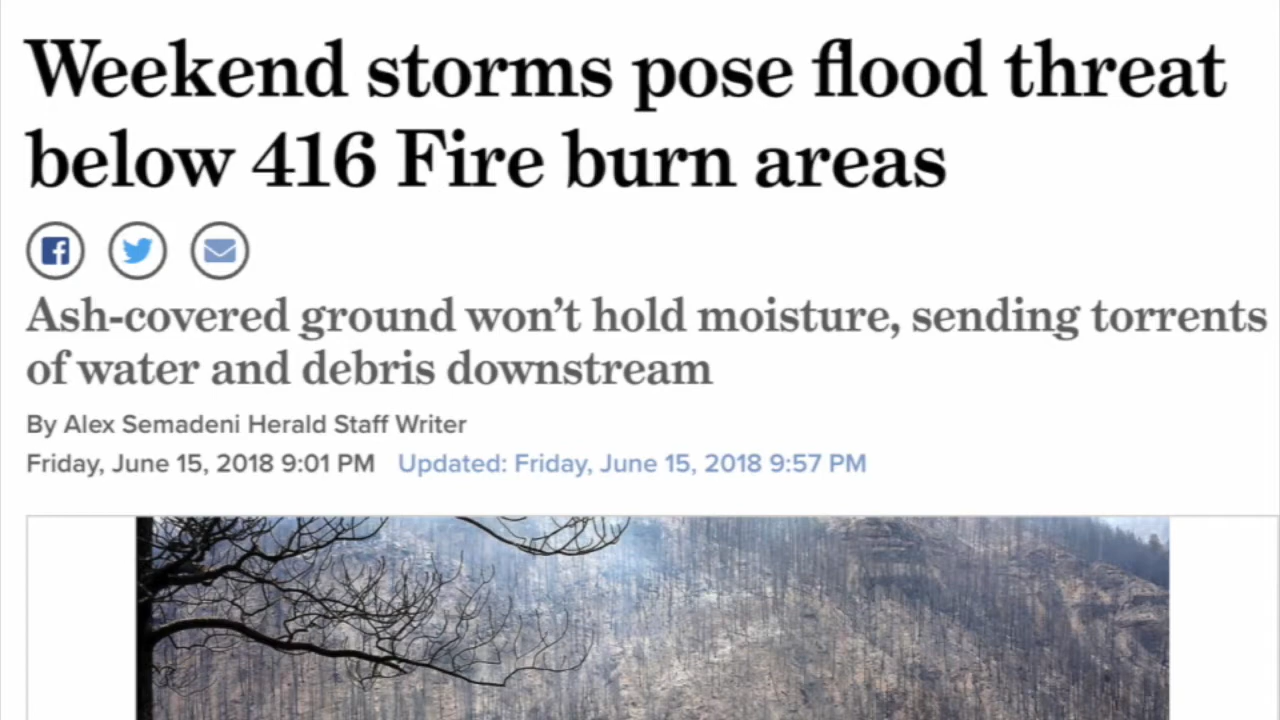 Weekend storms pose flood threat
below 416 Fire burn areas
Ash-covered ground won’t hold moisture, sending torrents
of water and debris downstream
By Alex Semadeni Herald Staff Writer
Friday, June 15, 2018 9:01 PM Updated: Friday, June 15, 2018 9:57 PM